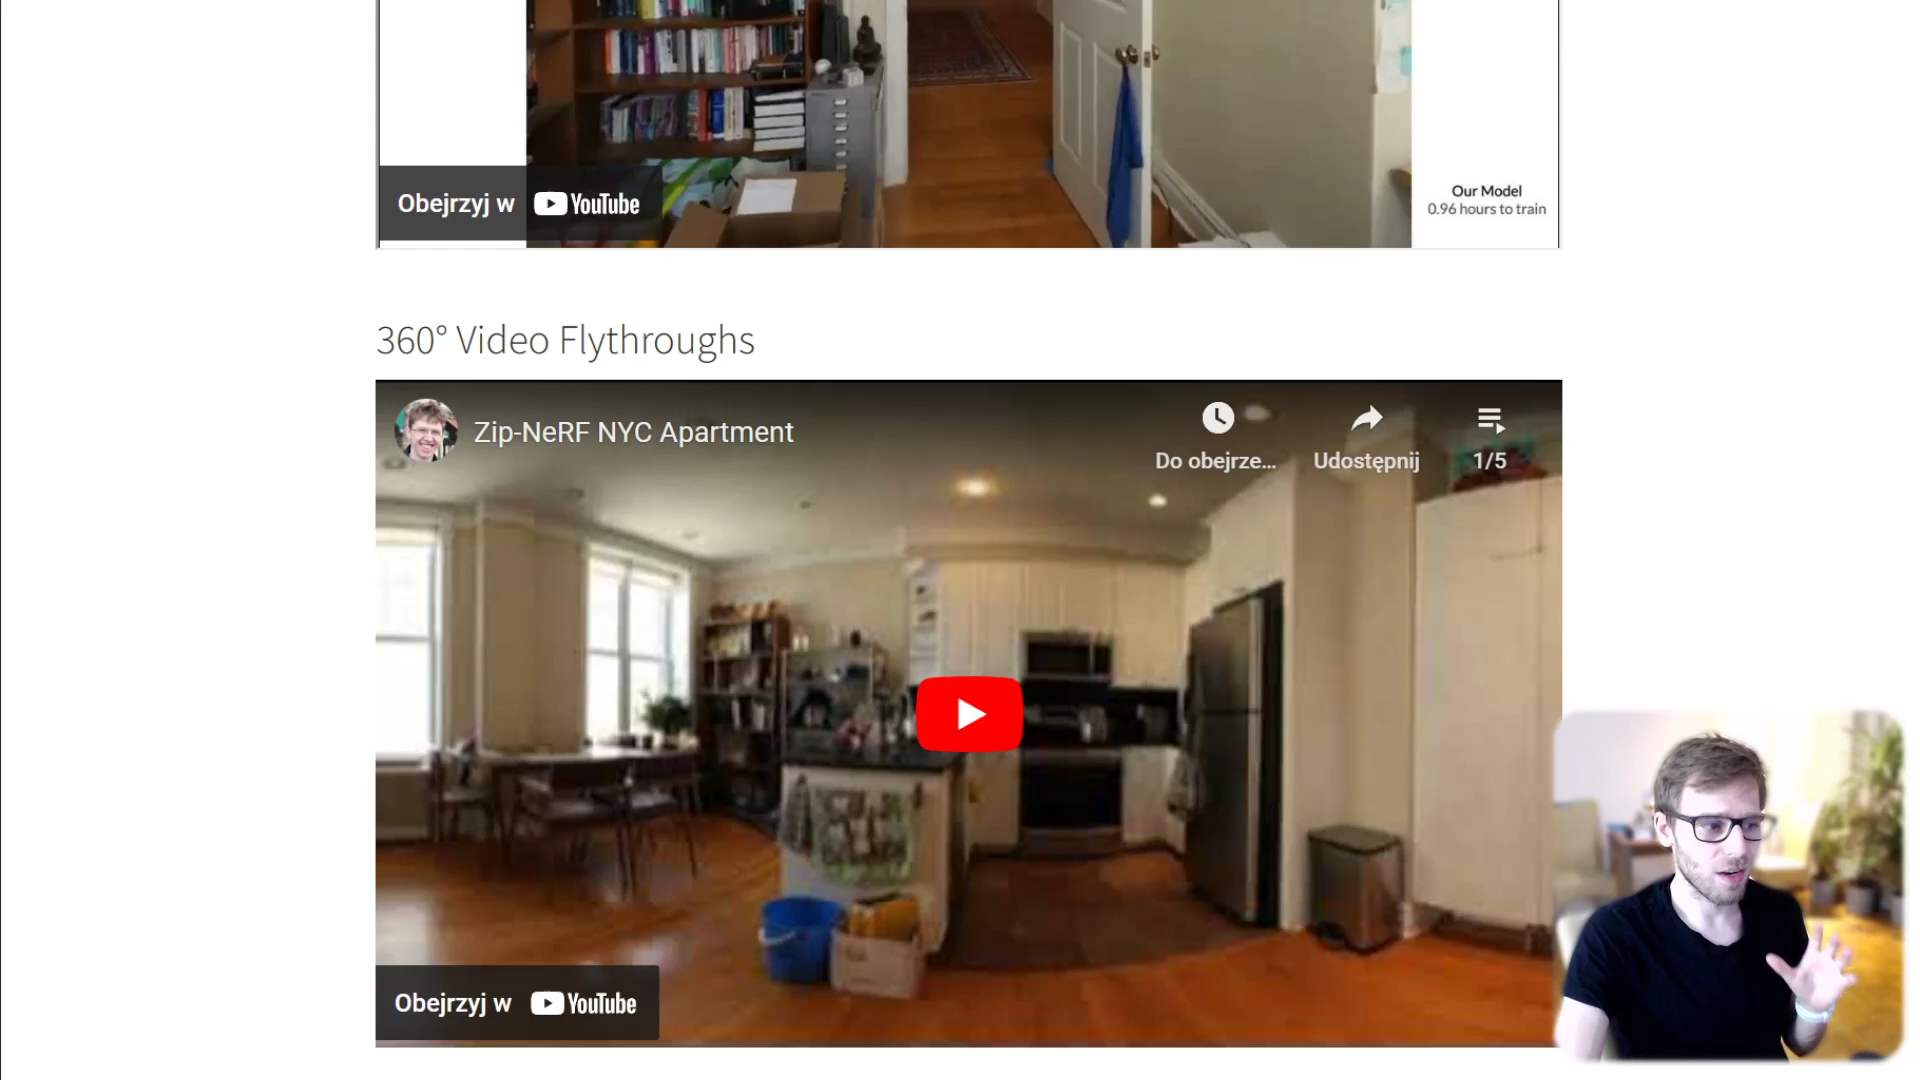 Obejrzyj w YouTube
Our Model
0.96 hours to train
360° Video Flythroughs
Zip-NeRF NYC Apartment
Do obejrze...
Udostępnij
1/5
Obejrzyj w YouTube